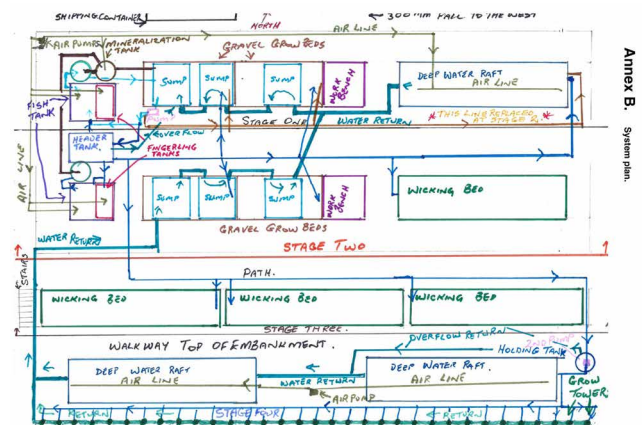 SHIPPING CONTAINER
NORTH
300mm FALL TO THE WEST
AIR LINE
AIR PUMPS
MINERALIZATION
TANK
GRAVEL GROW BEDS
SUMP
SUMP
SUMP
WORK
BENCH
DEEP WATER RAFT
AIR LINE
FISH
TANK
STAGE ONE
WATER RETURN
THIS LINE REPLACED
AT STAGE 2.
HEADER
TANK
OVERFLOW
FINGERLING
TANKS
AIR LINE
SUMP
SUMP
SUMP
WORK
BENCH
WICKING BED
GRAVEL GROW BEDS
WATER RETURN
STAGE TWO
STAIRS
PATH.
WICKING BED
WICKING BED
WICKING BED
STAGE THREE.
WALKWAY TOP OF EMBANKMENT.
OVERFLOW RETURN
2ND PUMP
HOLDING TANK
DEEP WATER RAFT
AIR LINE
WATER RETURN
AIR PUMP
DEEP WATER RAFT.
AIR LINE
GROW
TOWER
RETURN
STAGE FOUR
RETURN
Annex B. System plan.